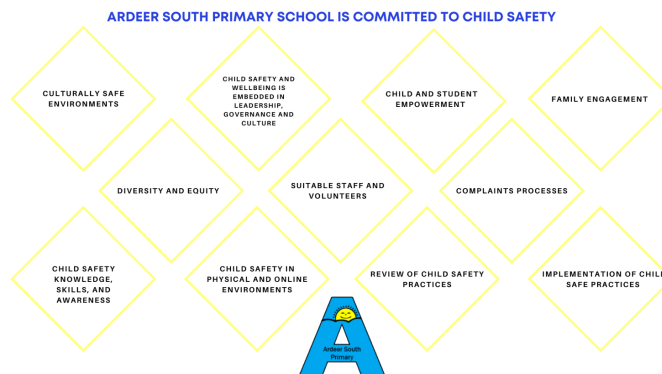 ARDEER SOUTH PRIMARY SCHOOL IS COMMITTED TO CHILD SAFETY
CULTURALLY SAFE
ENVIRONMENTS
CHILD SAFETY AND
WELLBEING IS
EMBEDDED IN
LEADERSHIP,
GOVERNANCE AND
CULTURE
CHILD AND STUDENT
EMPOWERMENT
FAMILY ENGAGEMENT
DIVERSITY AND EQUITY
SUITABLE STAFF AND
VOLUNTEERS
COMPLAINTS PROCESSES
CHILD SAFETY
KNOWLEDGE,
SKILLS, AND
AWARENESS
CHILD SAFETY IN
PHYSICAL AND ONLINE
ENVIRONMENTS
REVIEW OF CHILD SAFETY
PRACTICES
IMPLEMENTATION OF CHIL
SAFE PRACTICES
Ardeer South
Primary